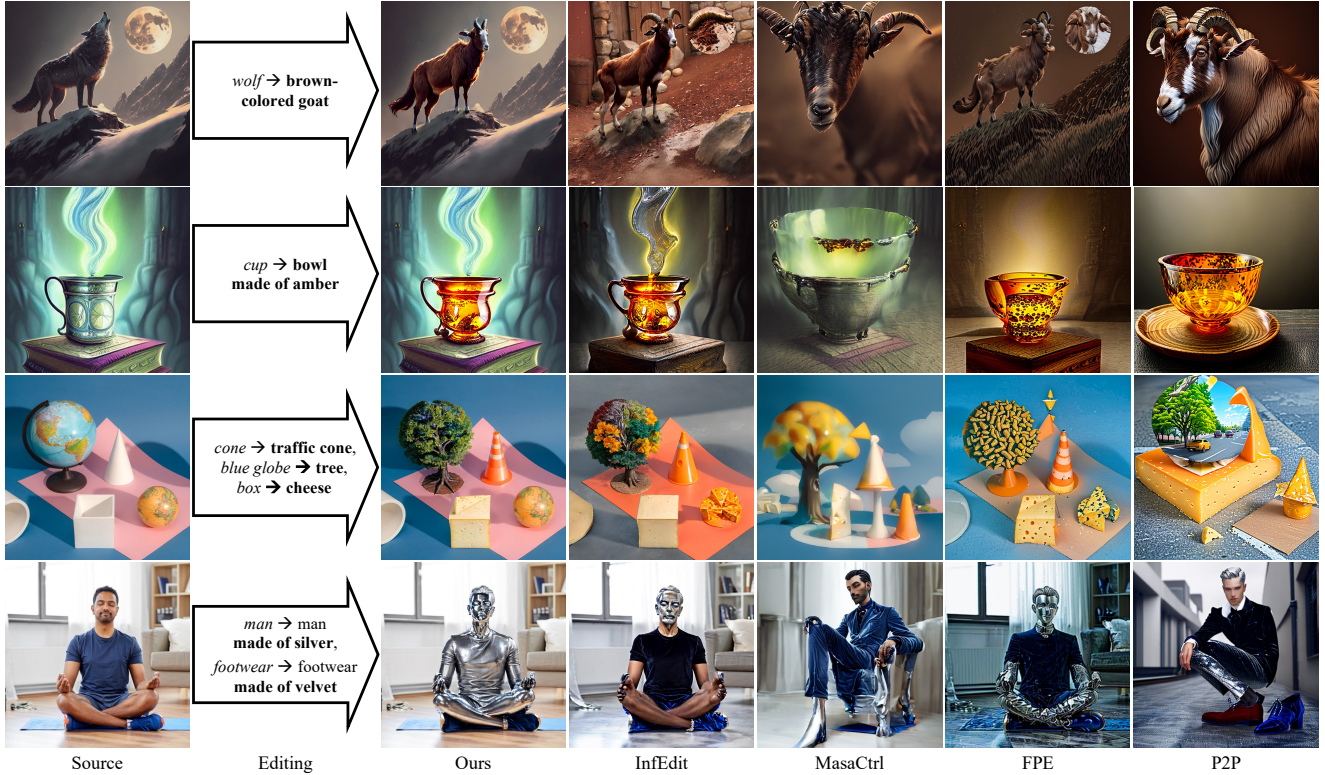 wolf → brown-
colored goat
cup → bowl
made of amber
cone → traffic cone,
blue globe → tree,
box → cheese
man → man
made of silver,
footwear → footwear
made of velvet
Source
Editing
Ours
InfEdit
MasaCtrl
FPE
P2P